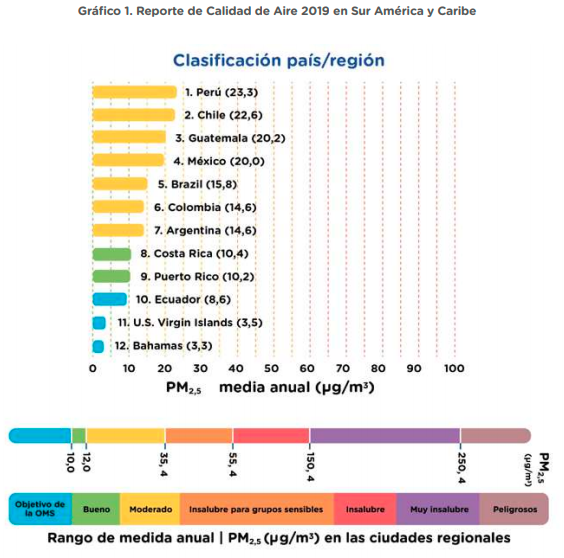 Gráfico 1. Reporte de Calidad de Aire 2019 en Sur América y Caribe
Clasificación país/región
1. Perú (23,3)
2. Chile (22,6)
3. Guatemala (20,2)
4. México (20,0)
5. Brazil (15,8)
6. Colombia (14,6)
7. Argentina (14,6)
8. Costa Rica (10,4)
9. Puerto Rico (10,2)
10. Ecuador (8,6)
11. U.S. Virgin Islands (3,5)
12. Bahamas (3,3)
0 10 20 30 40 50 60 70 80 90 100
PM2,5 media anual (µg/m³)
10,0 12,0 35, 4 55, 4 150, 4 250, 4 PM2,5 (µg/m³)
Objetivo de la OMS
Bueno
Moderado
Insalubre para grupos sensibles
Insalubre
Muy insalubre
Peligrosos
Rango de medida anual | PM2,5 (µg/m³) en las ciudades regionales